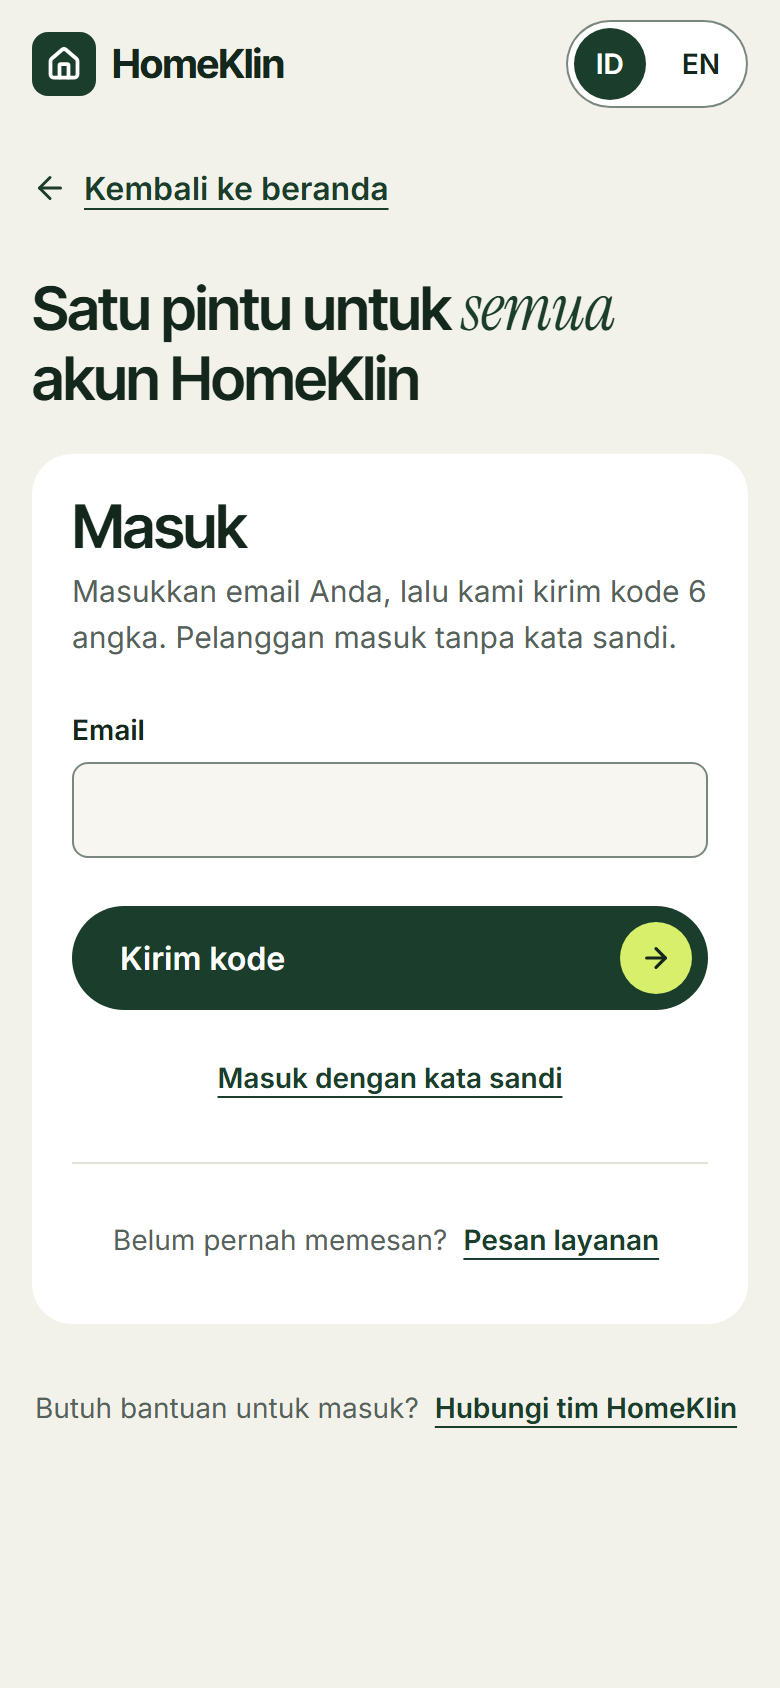 HomeKlin
ID EN
Kembali ke beranda
Satu pintu untuk semua
akun HomeKlin
Masuk
Masukkan email Anda, lalu kami kirim kode 6
angka. Pelanggan masuk tanpa kata sandi.
Email
Kirim kode
Masuk dengan kata sandi
Belum pernah memesan? Pesan layanan
Butuh bantuan untuk masuk? Hubungi tim HomeKlin